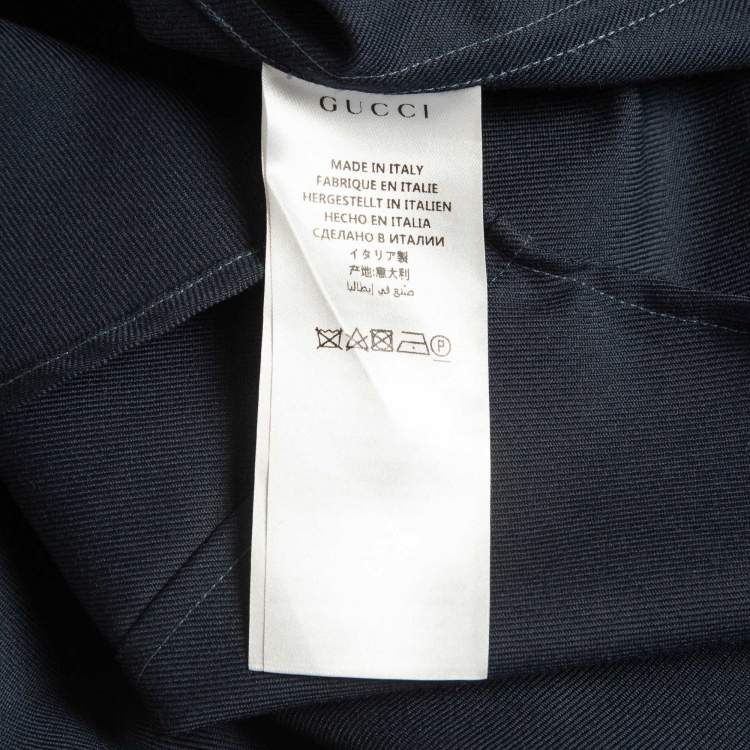 GUCCI
MADE IN ITALY
FABRIQUE EN ITALIE
HERGESTELLT IN ITALIEN
HECHO EN ITALIA
СДЕЛАНО В ИТАЛИИ
イタリア製
产地:意大利
صنع في إيطاليا
P